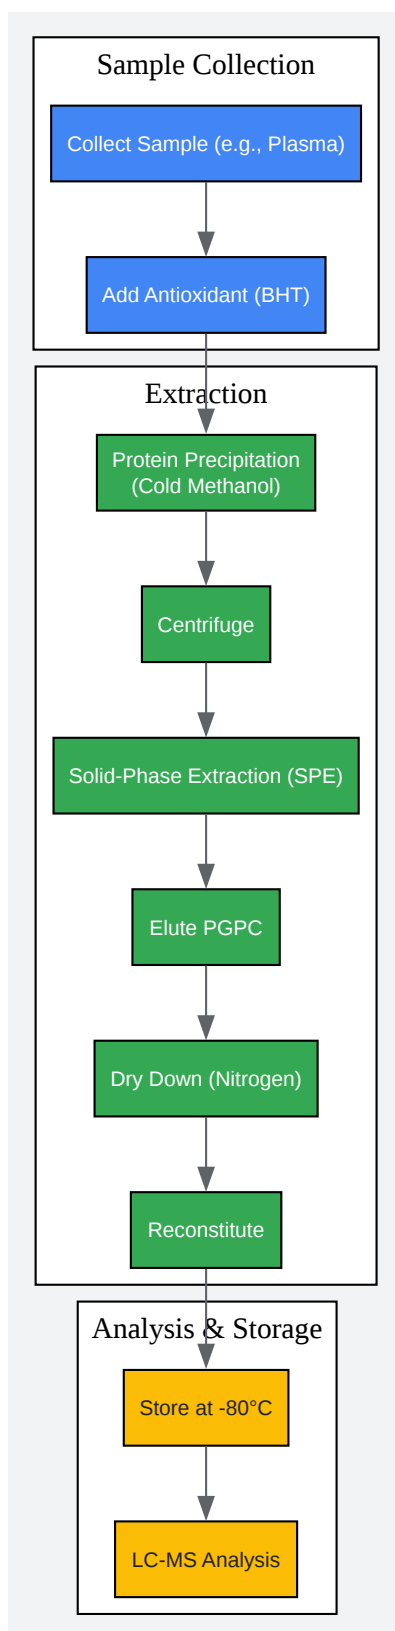 Sample Collection
Collect Sample (e.g., Plasma)
Add Antioxidant (BHT)
Extraction
Protein Precipitation
(Cold Methanol)
Centrifuge
Solid-Phase Extraction (SPE)
Elute PGPC
Dry Down (Nitrogen)
Reconstitute
Analysis & Storage
Store at -80°C
LC-MS Analysis